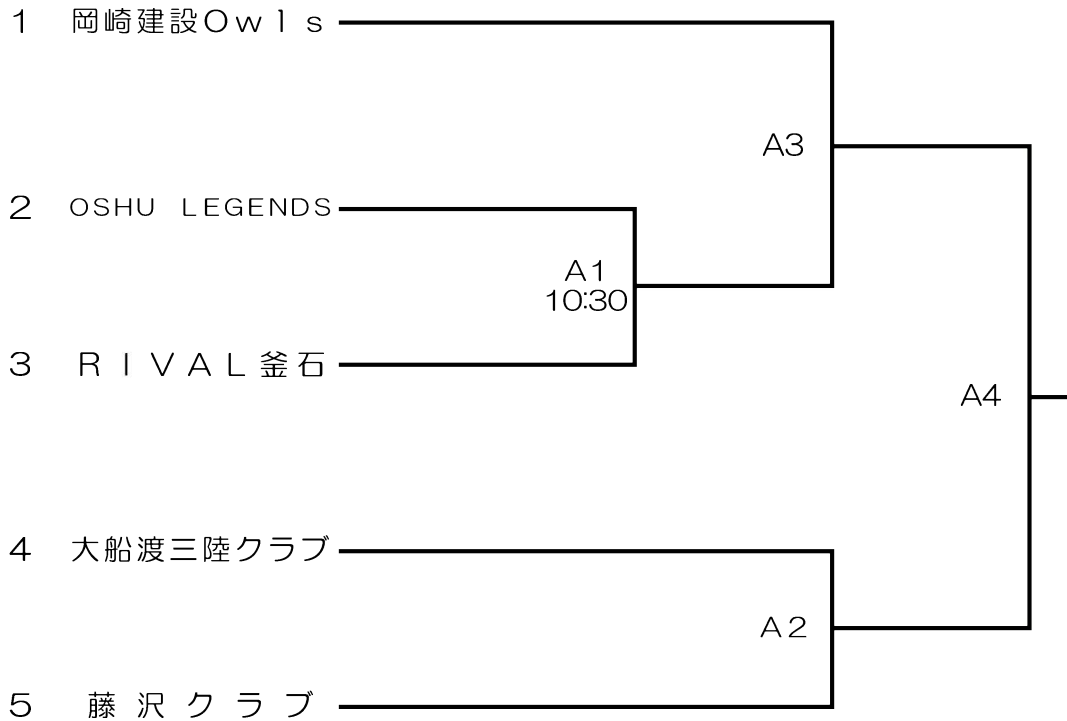 1 岡崎建設Owls
A3
2 OSHU LEGENDS
A1
10:30
3 RIVAL釜石
A4
4 大船渡三陸クラブ
A2
5 藤沢クラブ